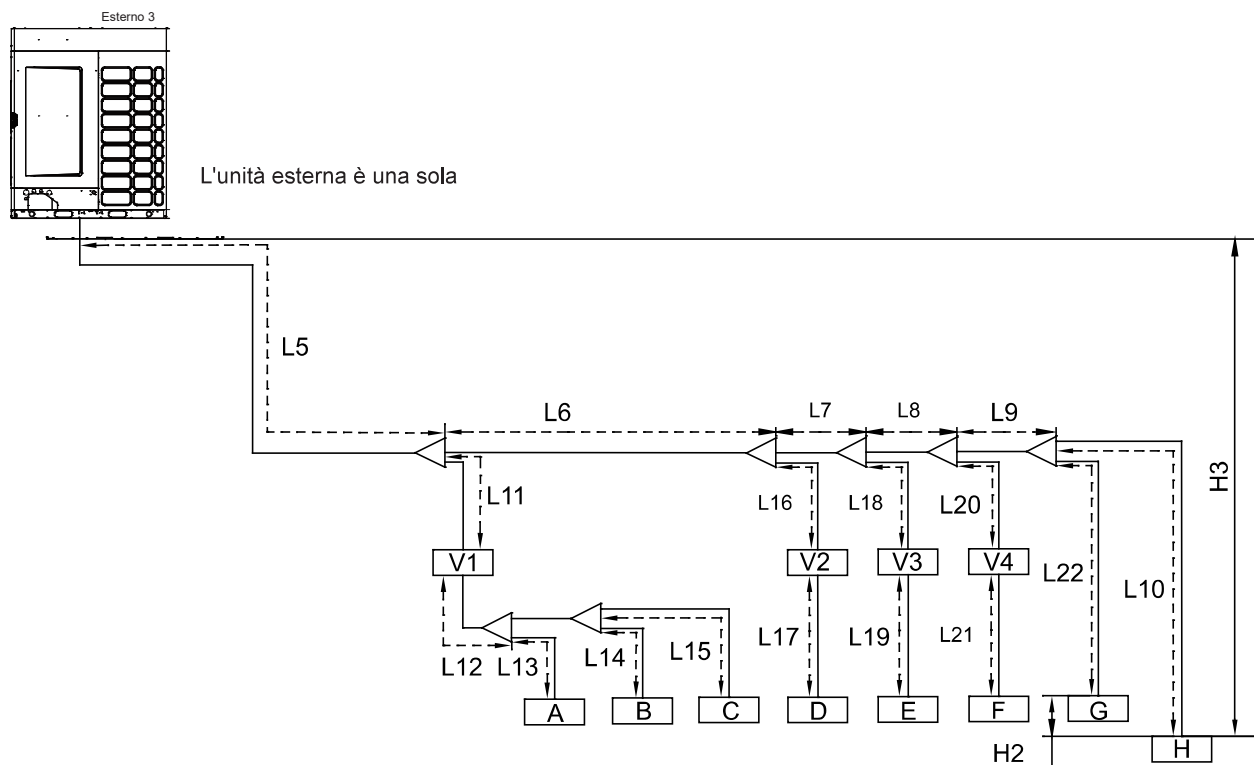 Esterno 3
L'unità esterna è una sola
L5
L6
L7
L8
L9
L11
L16
L18
L20
H3
V1
V2
V3
V4
L22
L10
L12
L13
L14
L15
L17
L19
L21
A
B
C
D
E
F
G
H2
H